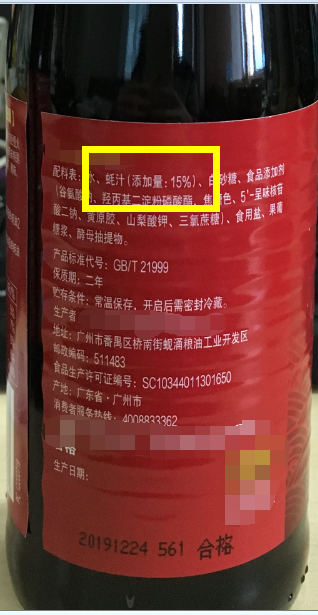 配料表：水、蚝汁(添加量：15%)、白砂糖、食品添加剂
(谷氨酸钠、羟丙基二淀粉磷酸酯、焦糖色、5'-呈味核苷
酸二钠、黄原胶、山梨酸钾、三氯蔗糖)、食用盐、果葡
糖浆、酵母抽提物。
产品标准代号：GB/T 21999
保质期：二年
贮存条件：常温保存，开启后需密封冷藏。
生产者
地址：广州市番禺区桥南街蚬涌粮油工业开发区
邮政编码：511483
食品生产许可证编号：SC10344011301650
产地：广东省·广州市
消费者服务热线：4008833362
生产日期：
20191224 561 合格